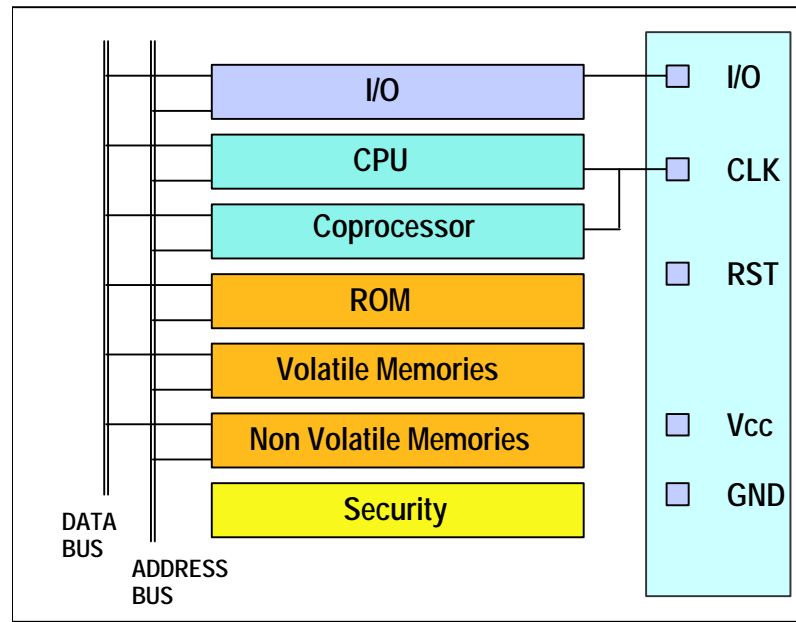 I/O
CPU
Coprocessor
ROM
Volatile Memories
Non Volatile Memories
Security
DATA
BUS
ADDRESS
BUS
I/O
CLK
RST
Vcc
GND